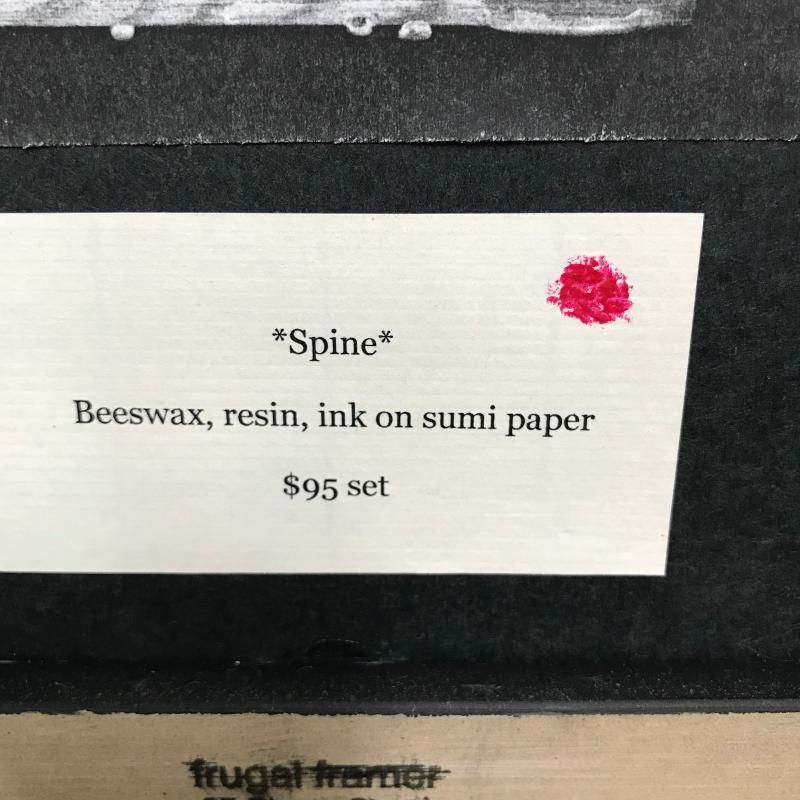 *Spine*
Beeswax, resin, ink on sumi paper
$95 set
frugal framer